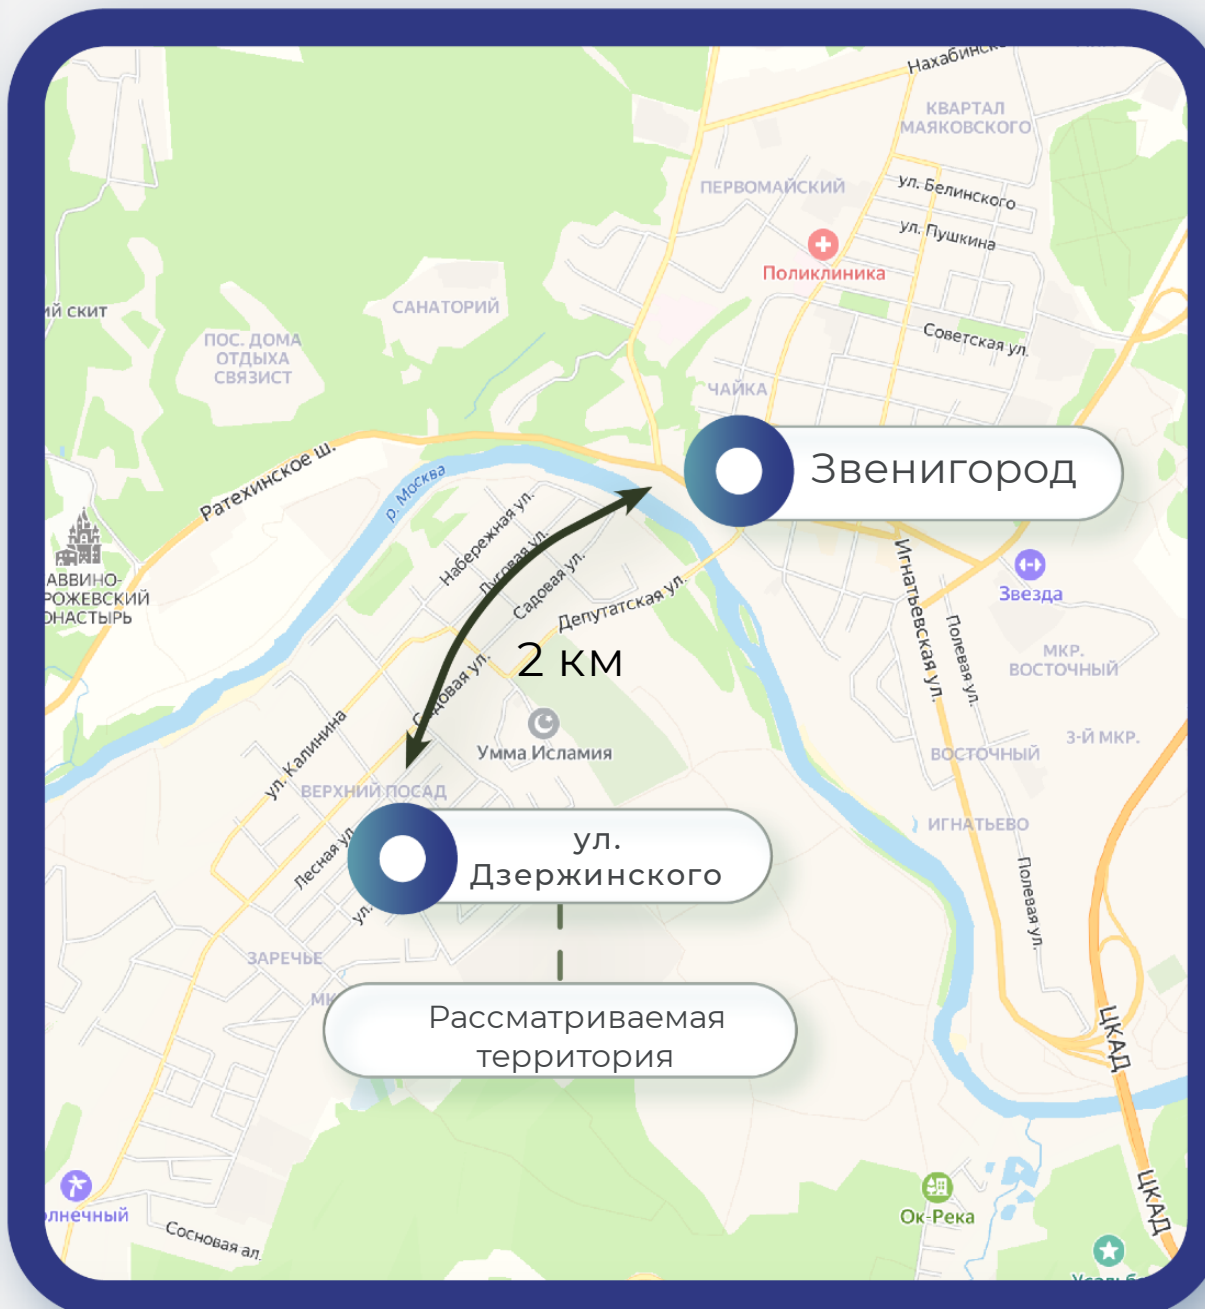 Нахабинско
КВАРТАЛ
МАЯКОВСКОГО
ПЕРВОМАЙСКИЙ
ул. Белинского
ул. Пушкина
Поликлиника
САНАТОРИЙ
ий скит
ПОС. ДОМА
ОТДЫХА
СВЯЗИСТ
Советская ул.
ЧАЙКА
Ратехинское ш.
р. Москва
Звенигород
Набережная ул.
Луговая ул.
Садовая ул.
Депутатская ул.
Игнатьевская ул.
Звезда
Полевая ул.
АВВИНО-
РОЖЕВСКИЙ
ОНАСТЫРЬ
2 км
МКР.
ВОСТОЧНЫЙ
Садовая ул.
ул. Калинина
Умма Исламия
3-Й МКР.
ВОСТОЧНЫЙ
ВЕРХНИЙ ПОСАД
ИГНАТЬЕВО
Лесная ул.
ул.
Дзержинского
ул.
Полевая ул.
ЗАРЕЧЬЕ
МК
Рассматриваемая
территория
ЦКАД
олнечный
Сосновая ал.
Ок-Река
ЦКАД